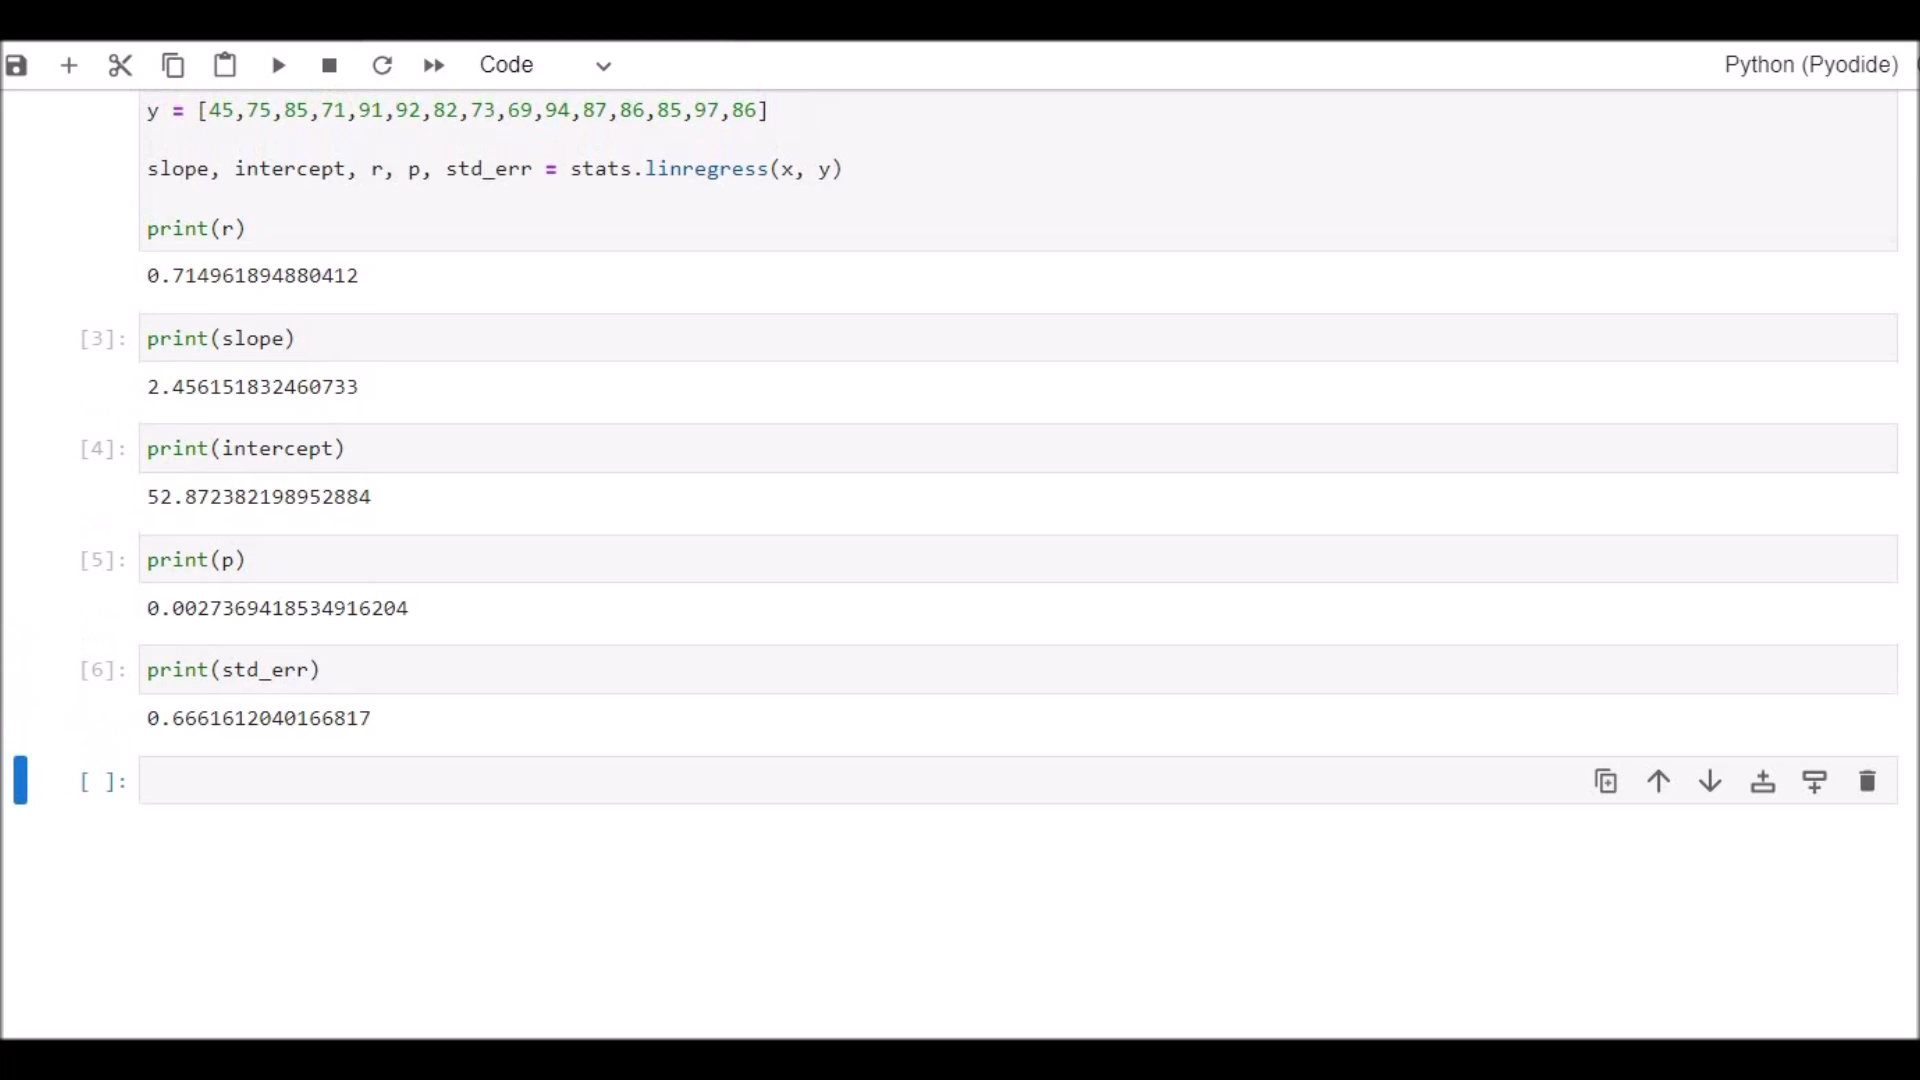 Code
Python (Pyodide)
y = [45,75,85,71,91,92,82,73,69,94,87,86,85,97,86]
slope, intercept, r, p, std_err = stats.linregress(x, y)
print(r)
0.714961894880412
[3]: print(slope)
2.456151832460733
[4]: print(intercept)
52.872382198952884
[5]: print(p)
0.0027369418534916204
[6]: print(std_err)
0.6661612040166817
[ ]: